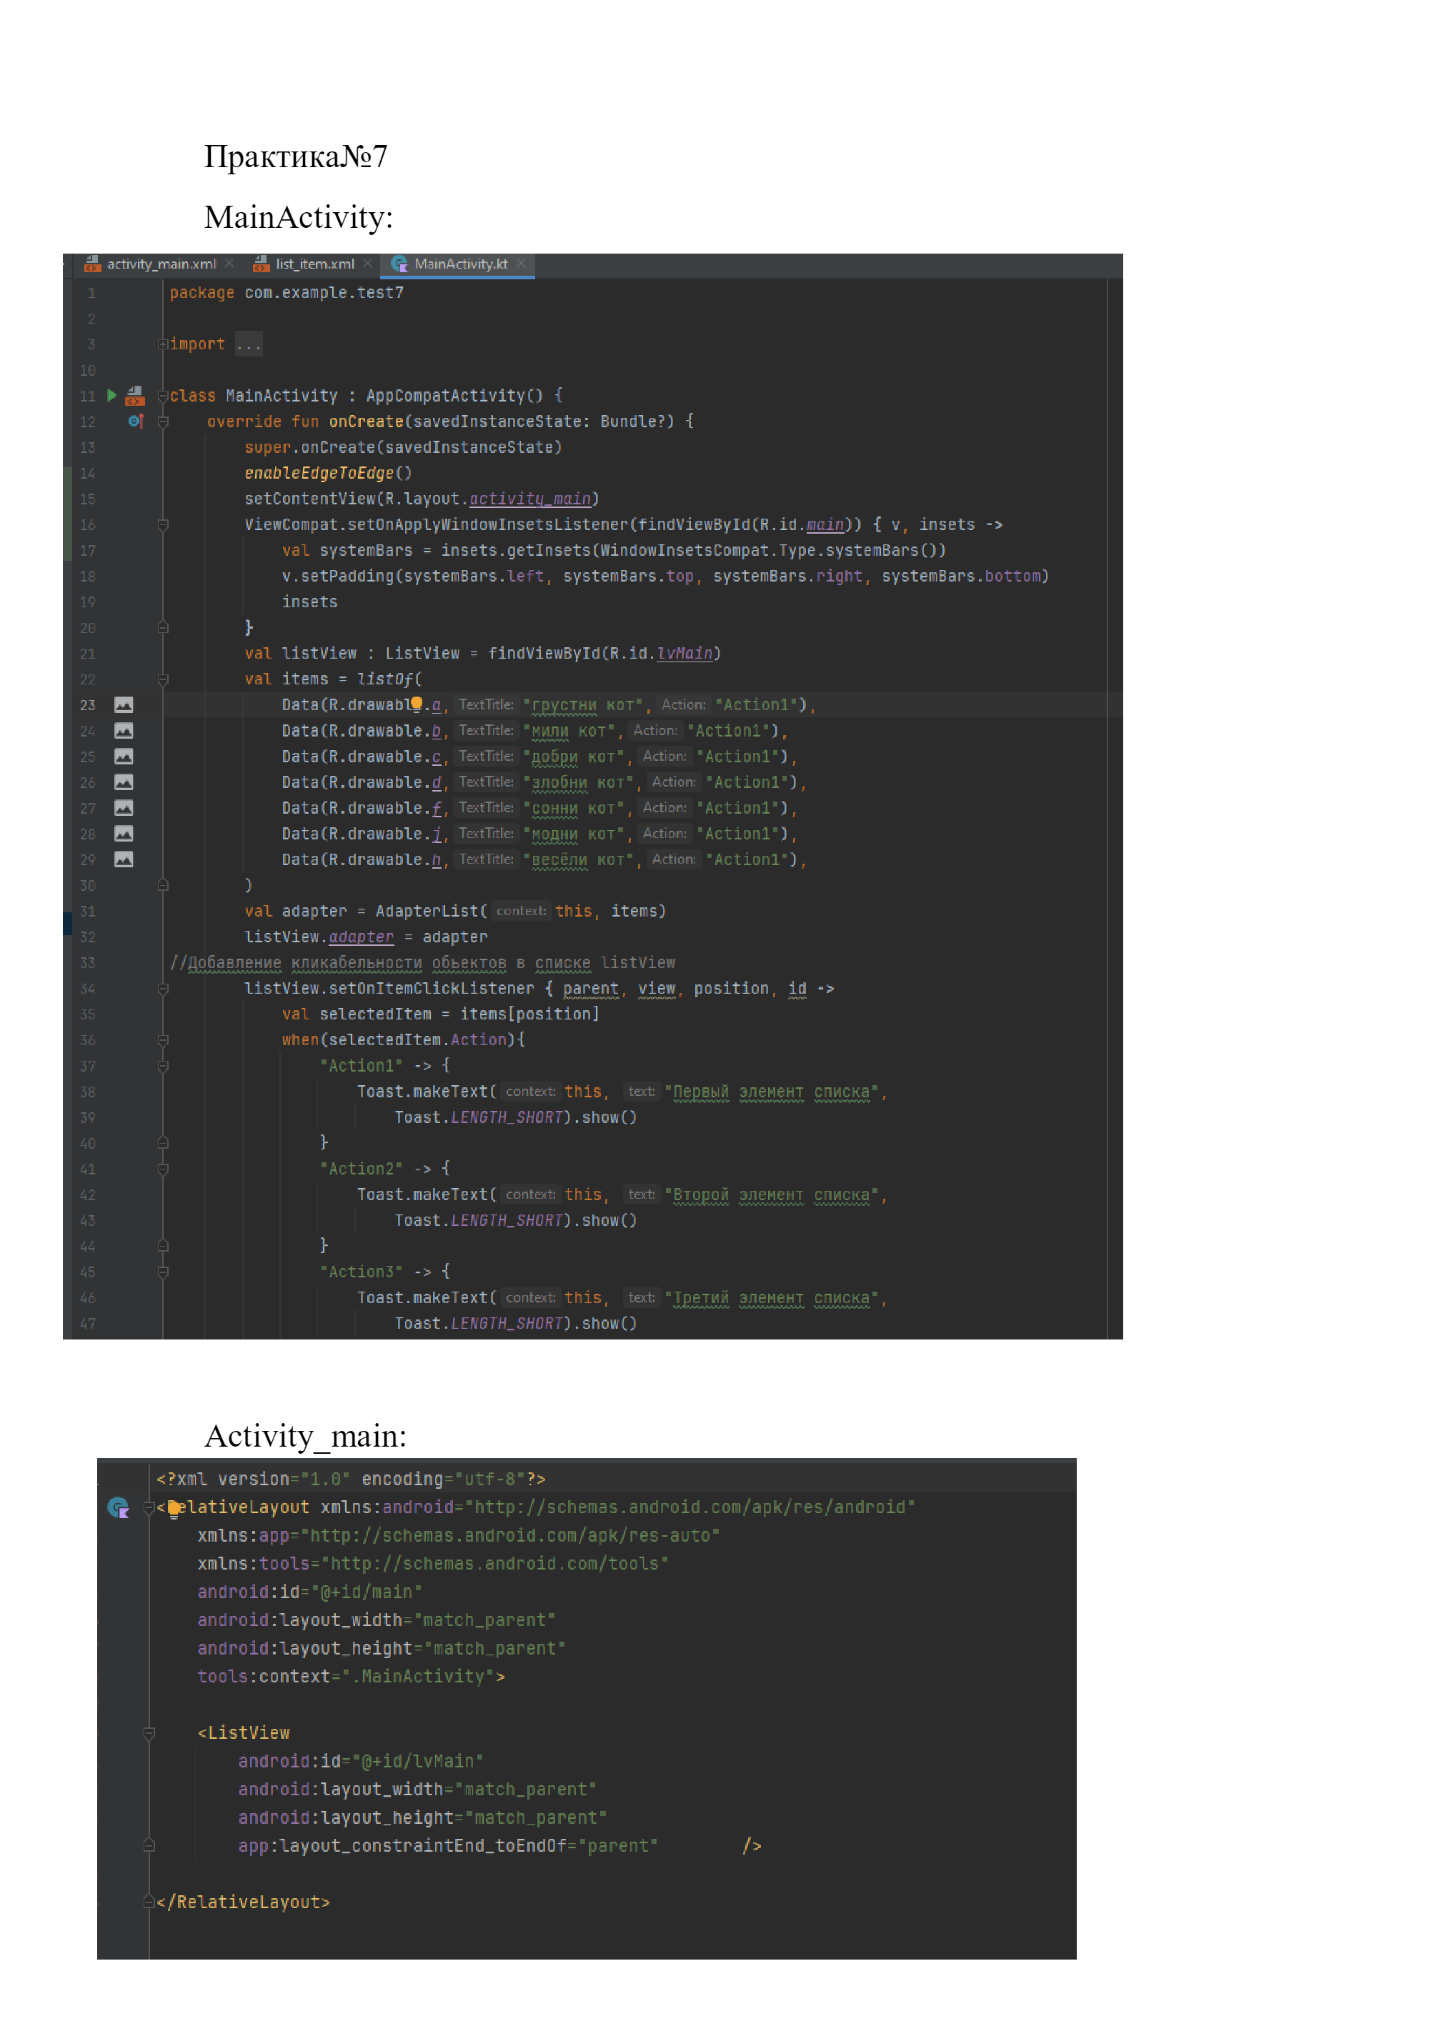 Практика№7
MainActivity:
activity_main.xml × list_item.xml × MainActivity.kt ×
1 package com.example.test7
2
3 import ...
10
11 class MainActivity : AppCompatActivity() {
12 override fun onCreate(savedInstanceState: Bundle?) {
13 super.onCreate(savedInstanceState)
14 enableEdgeToEdge()
15 setContentView(R.layout.activity_main)
16 ViewCompat.setOnApplyWindowInsetsListener(findViewById(R.id.main)) { v, insets ->
17 val systemBars = insets.getInsets(WindowInsetsCompat.Type.systemBars())
18 v.setPadding(systemBars.left, systemBars.top, systemBars.right, systemBars.bottom)
19 insets
20 }
21 val listView : ListView = findViewById(R.id.lvMain)
22 val items = listOf(
23 Data(R.drawable.a, TextTitle: "грустни кот", Action: "Action1"),
24 Data(R.drawable.b, TextTitle: "мили кот", Action: "Action1"),
25 Data(R.drawable.c, TextTitle: "добри кот", Action: "Action1"),
26 Data(R.drawable.d, TextTitle: "злобни кот", Action: "Action1"),
27 Data(R.drawable.f, TextTitle: "сонни кот", Action: "Action1"),
28 Data(R.drawable.j, TextTitle: "модни кот", Action: "Action1"),
29 Data(R.drawable.h, TextTitle: "весёли кот", Action: "Action1"),
30 )
31 val adapter = AdapterList( context: this, items)
32 listView.adapter = adapter
33 //Добавление кликабельности обьектов в списке listView
34 listView.setOnItemClickListener { parent, view, position, id ->
35 val selectedItem = items[position]
36 when(selectedItem.Action){
37 "Action1" -> {
38 Toast.makeText( context: this, text: "Первый элемент списка",
39 Toast.LENGTH_SHORT).show()
40 }
41 "Action2" -> {
42 Toast.makeText( context: this, text: "Второй элемент списка",
43 Toast.LENGTH_SHORT).show()
44 }
45 "Action3" -> {
46 Toast.makeText( context: this, text: "Третий элемент списка",
47 Toast.LENGTH_SHORT).show()
Activity_main:
<?xml version="1.0" encoding="utf-8"?>
<RelativeLayout xmlns:android="http://schemas.android.com/apk/res/android"
xmlns:app="http://schemas.android.com/apk/res-auto"
xmlns:tools="http://schemas.android.com/tools"
android:id="@+id/main"
android:layout_width="match_parent"
android:layout_height="match_parent"
tools:context=".MainActivity">
<ListView
android:id="@+id/lvMain"
android:layout_width="match_parent"
android:layout_height="match_parent"
app:layout_constraintEnd_toEndOf="parent" />
</RelativeLayout>